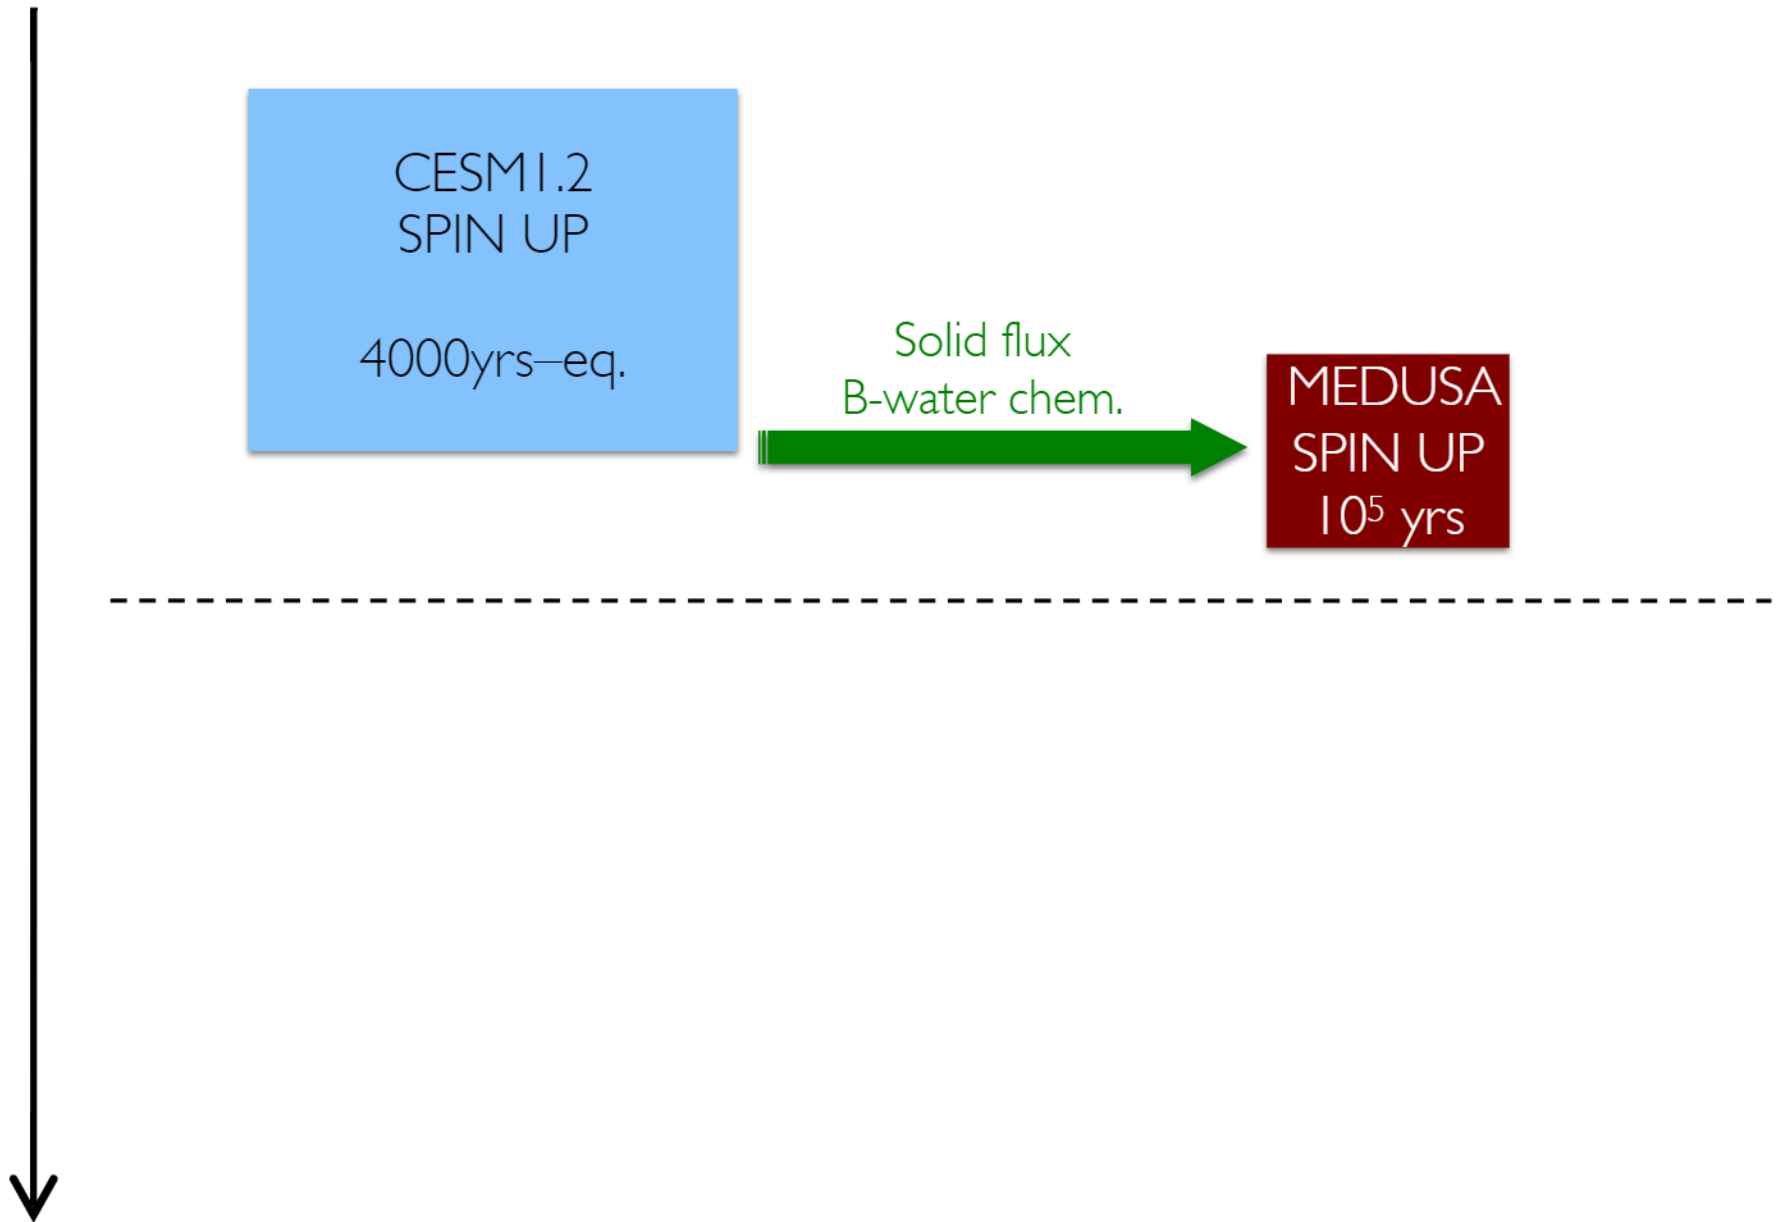 CESM1.2
SPIN UP
4000yrs–eq.
Solid flux
B-water chem.
MEDUSA
SPIN UP
10⁵ yrs